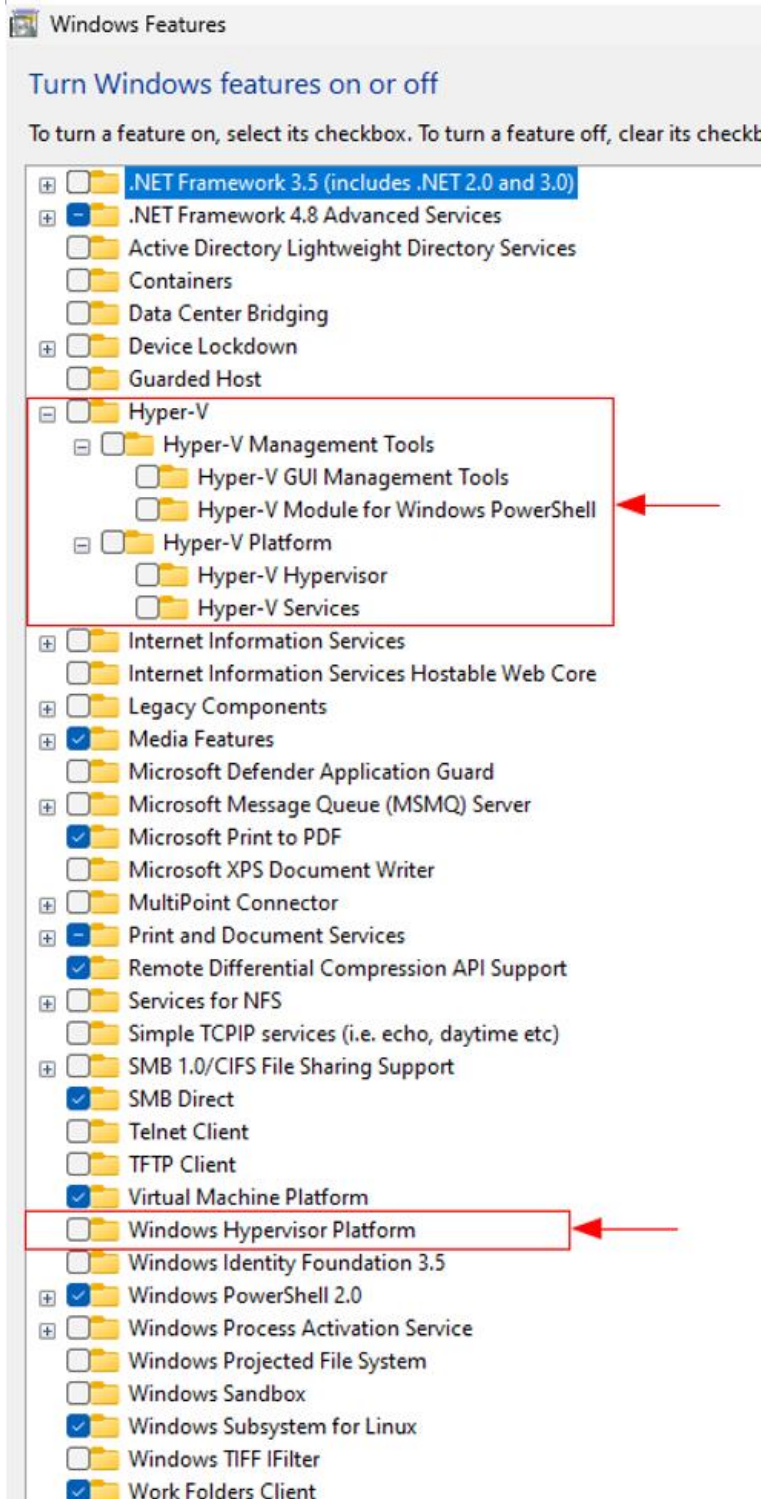 Windows Features
Turn Windows features on or off
To turn a feature on, select its checkbox. To turn a feature off, clear its checkb
.NET Framework 3.5 (includes .NET 2.0 and 3.0)
.NET Framework 4.8 Advanced Services
Active Directory Lightweight Directory Services
Containers
Data Center Bridging
Device Lockdown
Guarded Host
Hyper-V
Hyper-V Management Tools
Hyper-V GUI Management Tools
Hyper-V Module for Windows PowerShell
Hyper-V Platform
Hyper-V Hypervisor
Hyper-V Services
Internet Information Services
Internet Information Services Hostable Web Core
Legacy Components
Media Features
Microsoft Defender Application Guard
Microsoft Message Queue (MSMQ) Server
Microsoft Print to PDF
Microsoft XPS Document Writer
MultiPoint Connector
Print and Document Services
Remote Differential Compression API Support
Services for NFS
Simple TCPIP services (i.e. echo, daytime etc)
SMB 1.0/CIFS File Sharing Support
SMB Direct
Telnet Client
TFTP Client
Virtual Machine Platform
Windows Hypervisor Platform
Windows Identity Foundation 3.5
Windows PowerShell 2.0
Windows Process Activation Service
Windows Projected File System
Windows Sandbox
Windows Subsystem for Linux
Windows TIFF IFilter
Work Folders Client